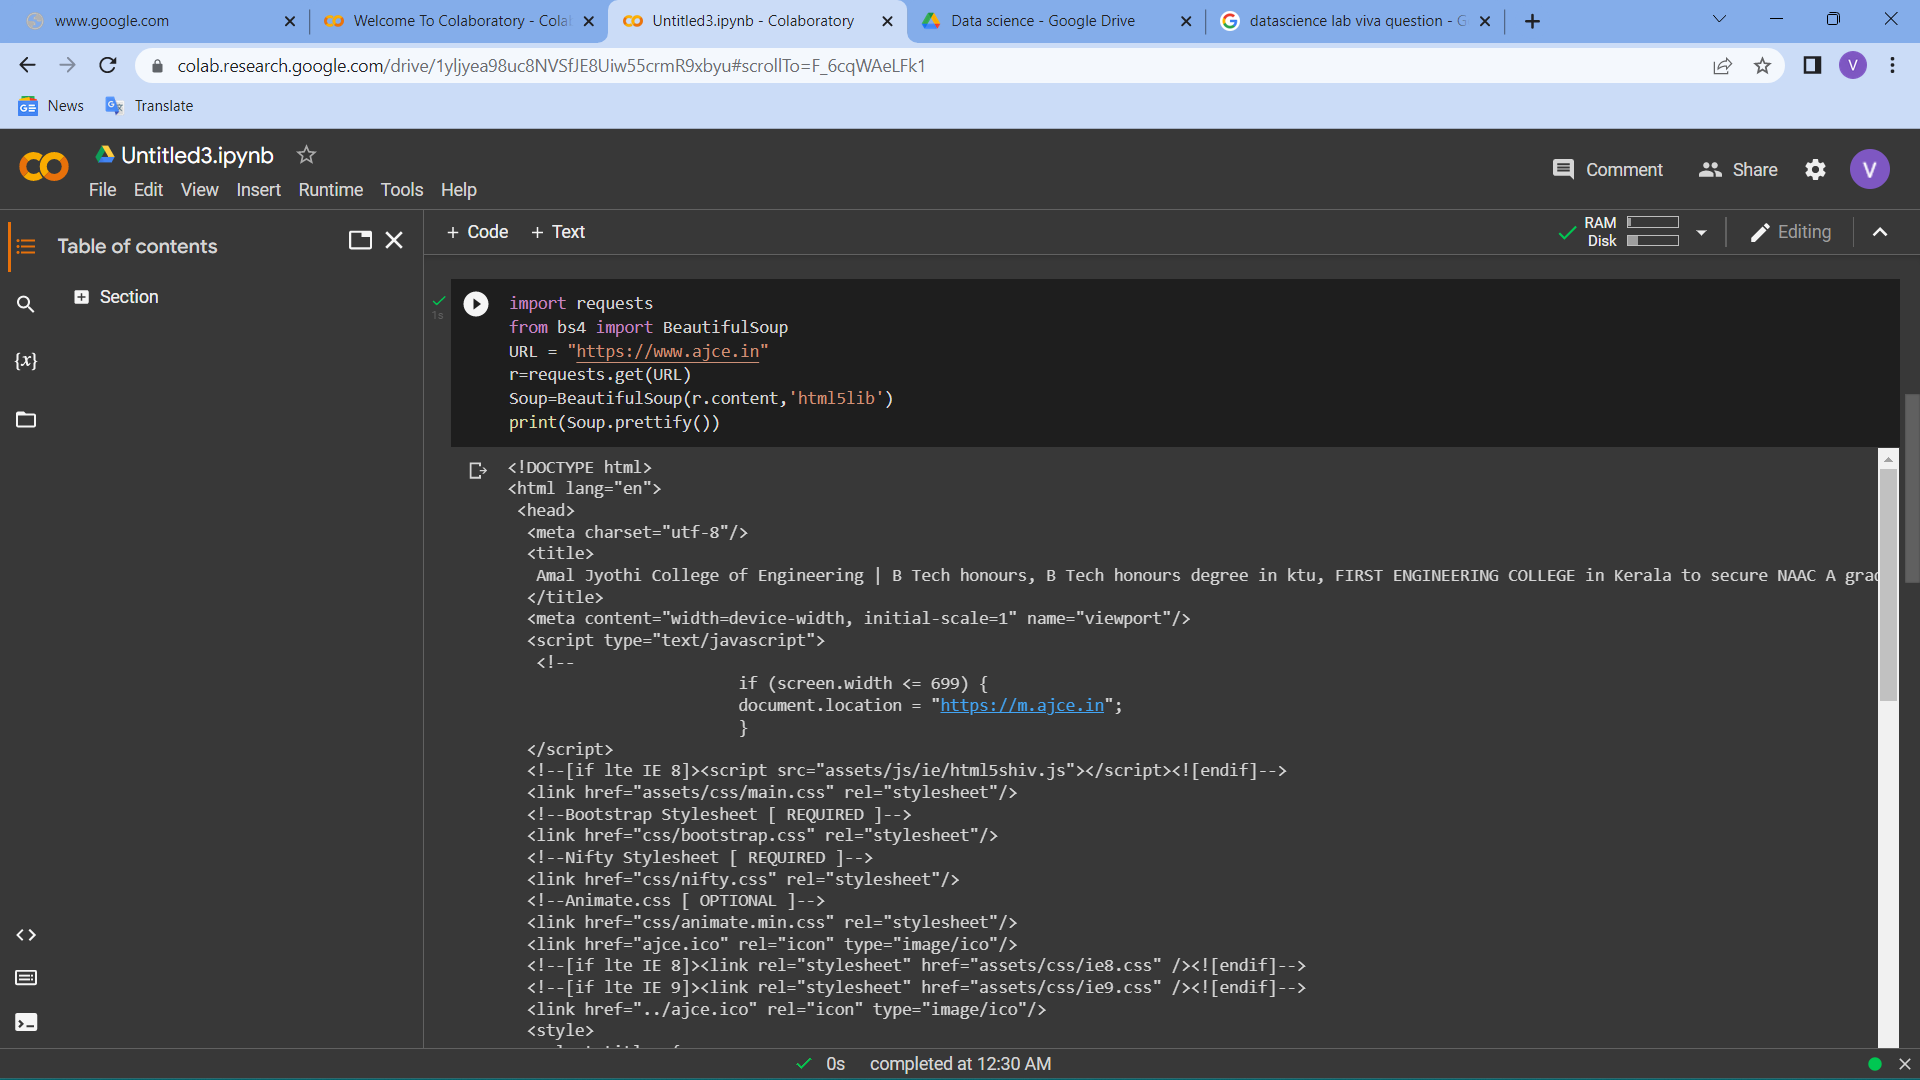 www.google.com
Welcome To Colaboratory - Colal
Untitled3.ipynb - Colaboratory
Data science - Google Drive
datascience lab viva question - G
colab.research.google.com/drive/1yljyea98uc8NVSfJE8Uiw55crmR9xbyu#scrollTo=F_6cqWAeLFk1
V
News
Translate
Untitled3.ipynb
Comment
Share
V
File Edit View Insert Runtime Tools Help
Table of contents
+ Code + Text
RAM
Disk
Editing
Section
{x}
1s
import requests
from bs4 import BeautifulSoup
URL = "https://www.ajce.in"
r=requests.get(URL)
Soup=BeautifulSoup(r.content,'html5lib')
print(Soup.prettify())
<!DOCTYPE html>
<html lang="en">
<head>
<meta charset="utf-8"/>
<title>
Amal Jyothi College of Engineering | B Tech honours, B Tech honours degree in ktu, FIRST ENGINEERING COLLEGE in Kerala to secure NAAC A grad
</title>
<meta content="width=device-width, initial-scale=1" name="viewport"/>
<script type="text/javascript">
<!--
if (screen.width <= 699) {
document.location = "https://m.ajce.in";
}
</script>
<!--[if lte IE 8]><script src="assets/js/ie/html5shiv.js"></script><![endif]-->
<link href="assets/css/main.css" rel="stylesheet"/>
<!--Bootstrap Stylesheet [ REQUIRED ]-->
<link href="css/bootstrap.css" rel="stylesheet"/>
<!--Nifty Stylesheet [ REQUIRED ]-->
<link href="css/nifty.css" rel="stylesheet"/>
<!--Animate.css [ OPTIONAL ]-->
<link href="css/animate.min.css" rel="stylesheet"/>
<link href="ajce.ico" rel="icon" type="image/ico"/>
<!--[if lte IE 8]><link rel="stylesheet" href="assets/css/ie8.css" /><![endif]-->
<!--[if lte IE 9]><link rel="stylesheet" href="assets/css/ie9.css" /><![endif]-->
<link href="../ajce.ico" rel="icon" type="image/ico"/>
<style>
0s completed at 12:30 AM